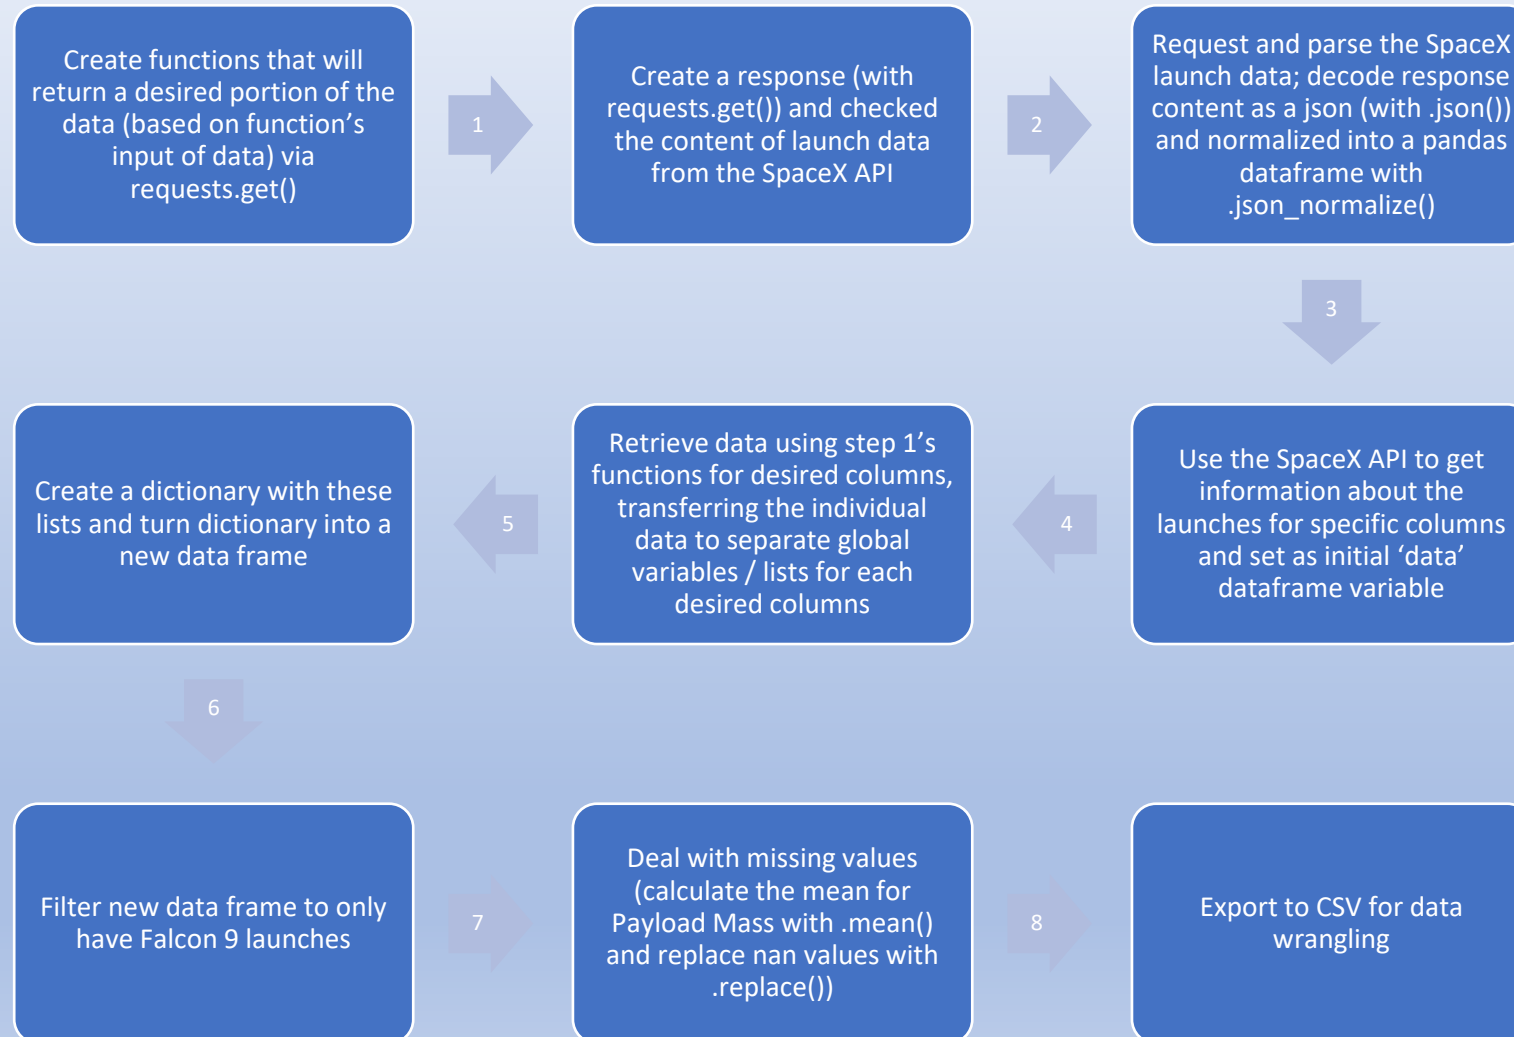 Create functions that will
return a desired portion of the
data (based on function’s
input of data) via
requests.get()
1
Create a response (with
requests.get()) and checked
the content of launch data
from the SpaceX API
2
Request and parse the SpaceX
launch data; decode response
content as a json (with .json())
and normalized into a pandas
dataframe with
.json_normalize()
3
Use the SpaceX API to get
information about the
launches for specific columns
and set as initial ‘data’
dataframe variable
4
Retrieve data using step 1’s
functions for desired columns,
transferring the individual
data to separate global
variables / lists for each
desired columns
5
Create a dictionary with these
lists and turn dictionary into a
new data frame
6
Filter new data frame to only
have Falcon 9 launches
7
Deal with missing values
(calculate the mean for
Payload Mass with .mean()
and replace nan values with
.replace())
8
Export to CSV for data
wrangling